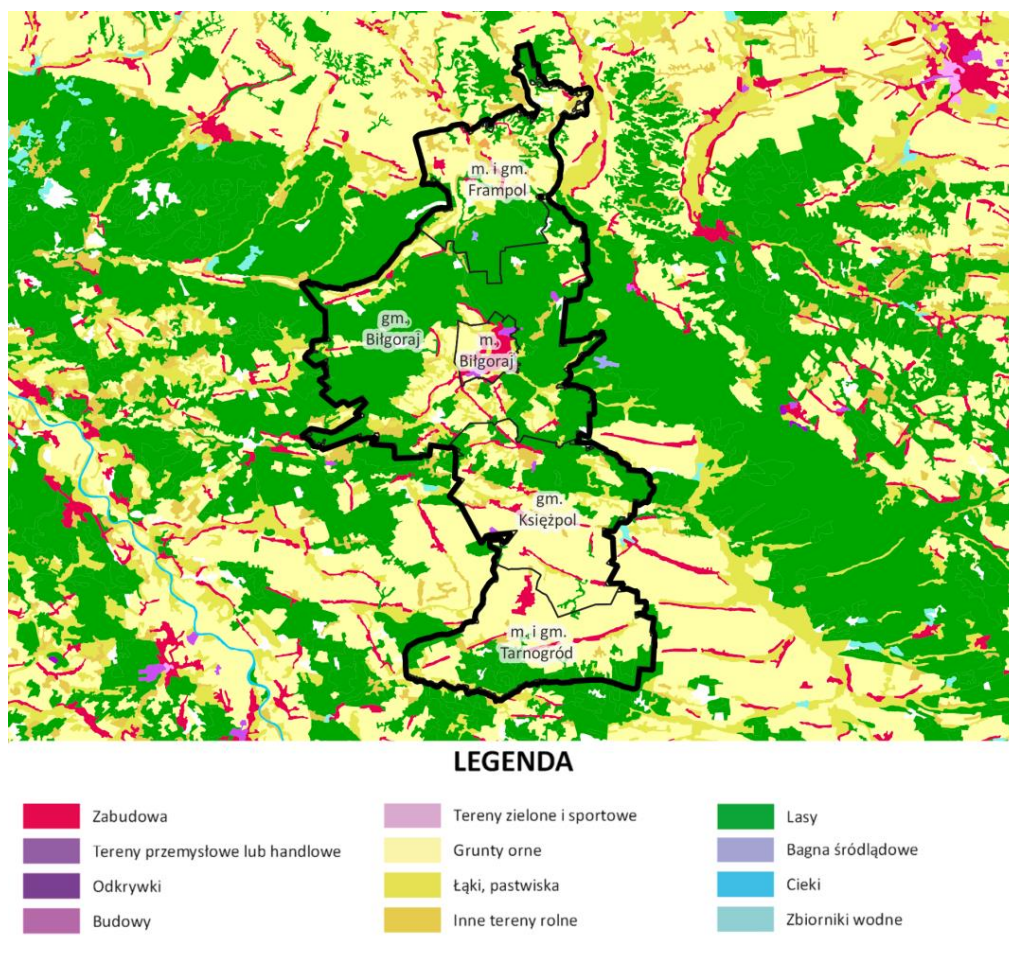 m. i gm.
Frampol
gm.
Biłgoraj
m.
Biłgoraj
gm.
Księżpol
m. i gm.
Tarnogród
LEGENDA
Zabudowa
Tereny przemysłowe lub handlowe
Odkrywki
Budowy
Tereny zielone i sportowe
Grunty orne
Łąki, pastwiska
Inne tereny rolne
Lasy
Bagna śródlądowe
Cieki
Zbiorniki wodne